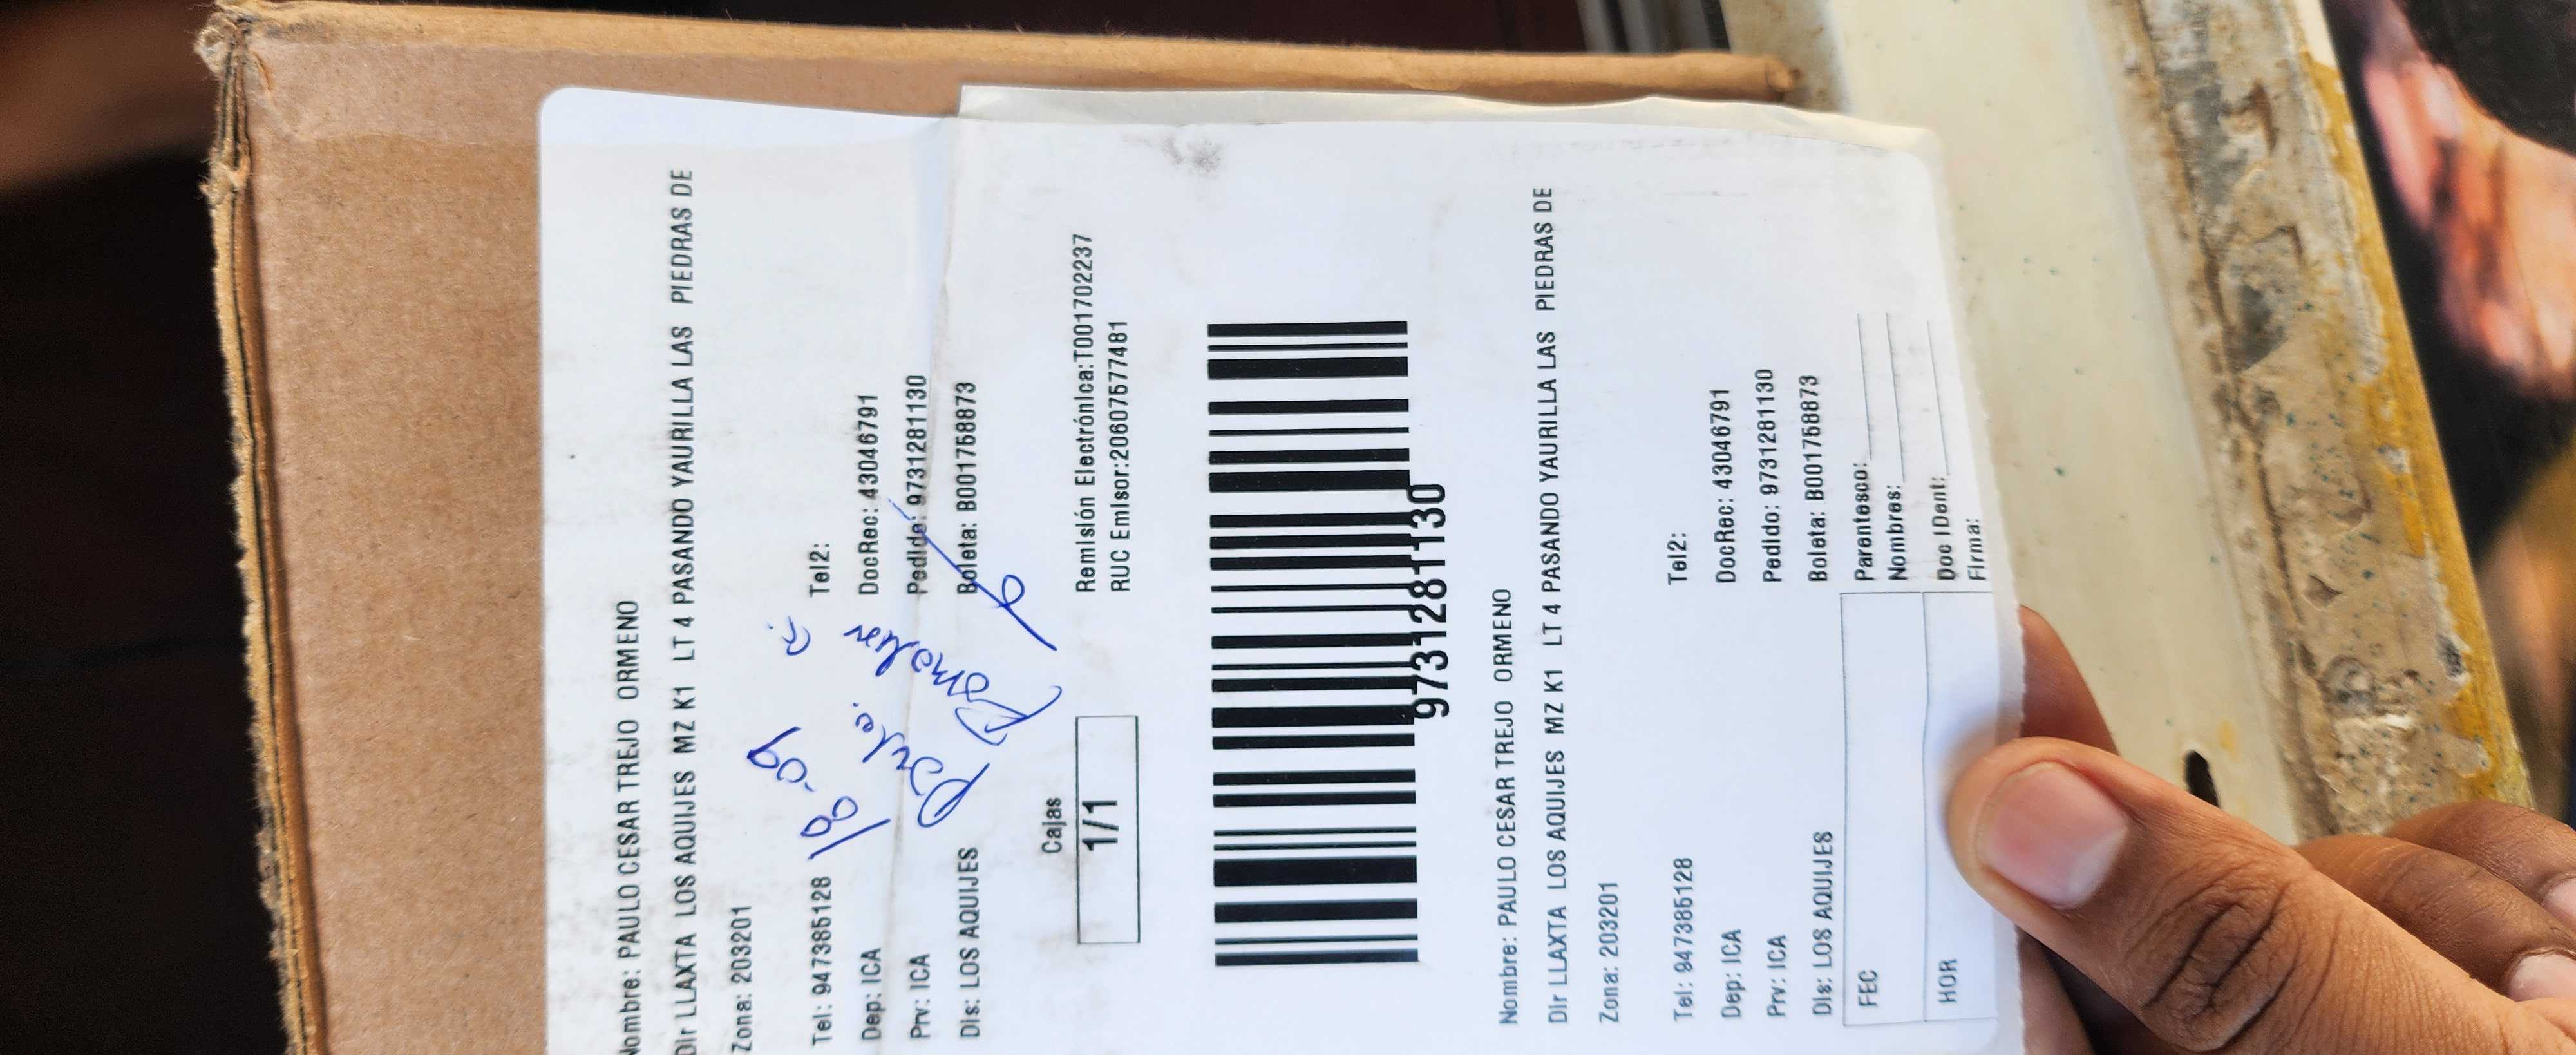 Nombre: PAULO CESAR TREJO ORMENO
Dir LLAXTA LOS AQUIJES MZ K1 LT 4 PASANDO YAURILLA LAS PIEDRAS DE
Zona: 203201
Tel: 947385128 Tel2:
Dep: ICA DocRec: 43046791
Prv: ICA Pedido: 9731281130
Dis: LOS AQUIJES Boleta: B001758873
18-09
Cajas
1/1
Remisión Electrónica:T001702237
RUC Emisor:20607577481
9731281130
Nombre: PAULO CESAR TREJO ORMENO
Dir LLAXTA LOS AQUIJES MZ K1 LT 4 PASANDO YAURILLA LAS PIEDRAS DE
Zona: 203201
Tel: 947385128 Tel2:
Dep: ICA DocRec: 43046791
Prv: ICA Pedido: 9731281130
Dis: LOS AQUIJES Boleta: B001758873
FEC Parentesco:
Nombres:
HOR Doc IDent:
Firma: